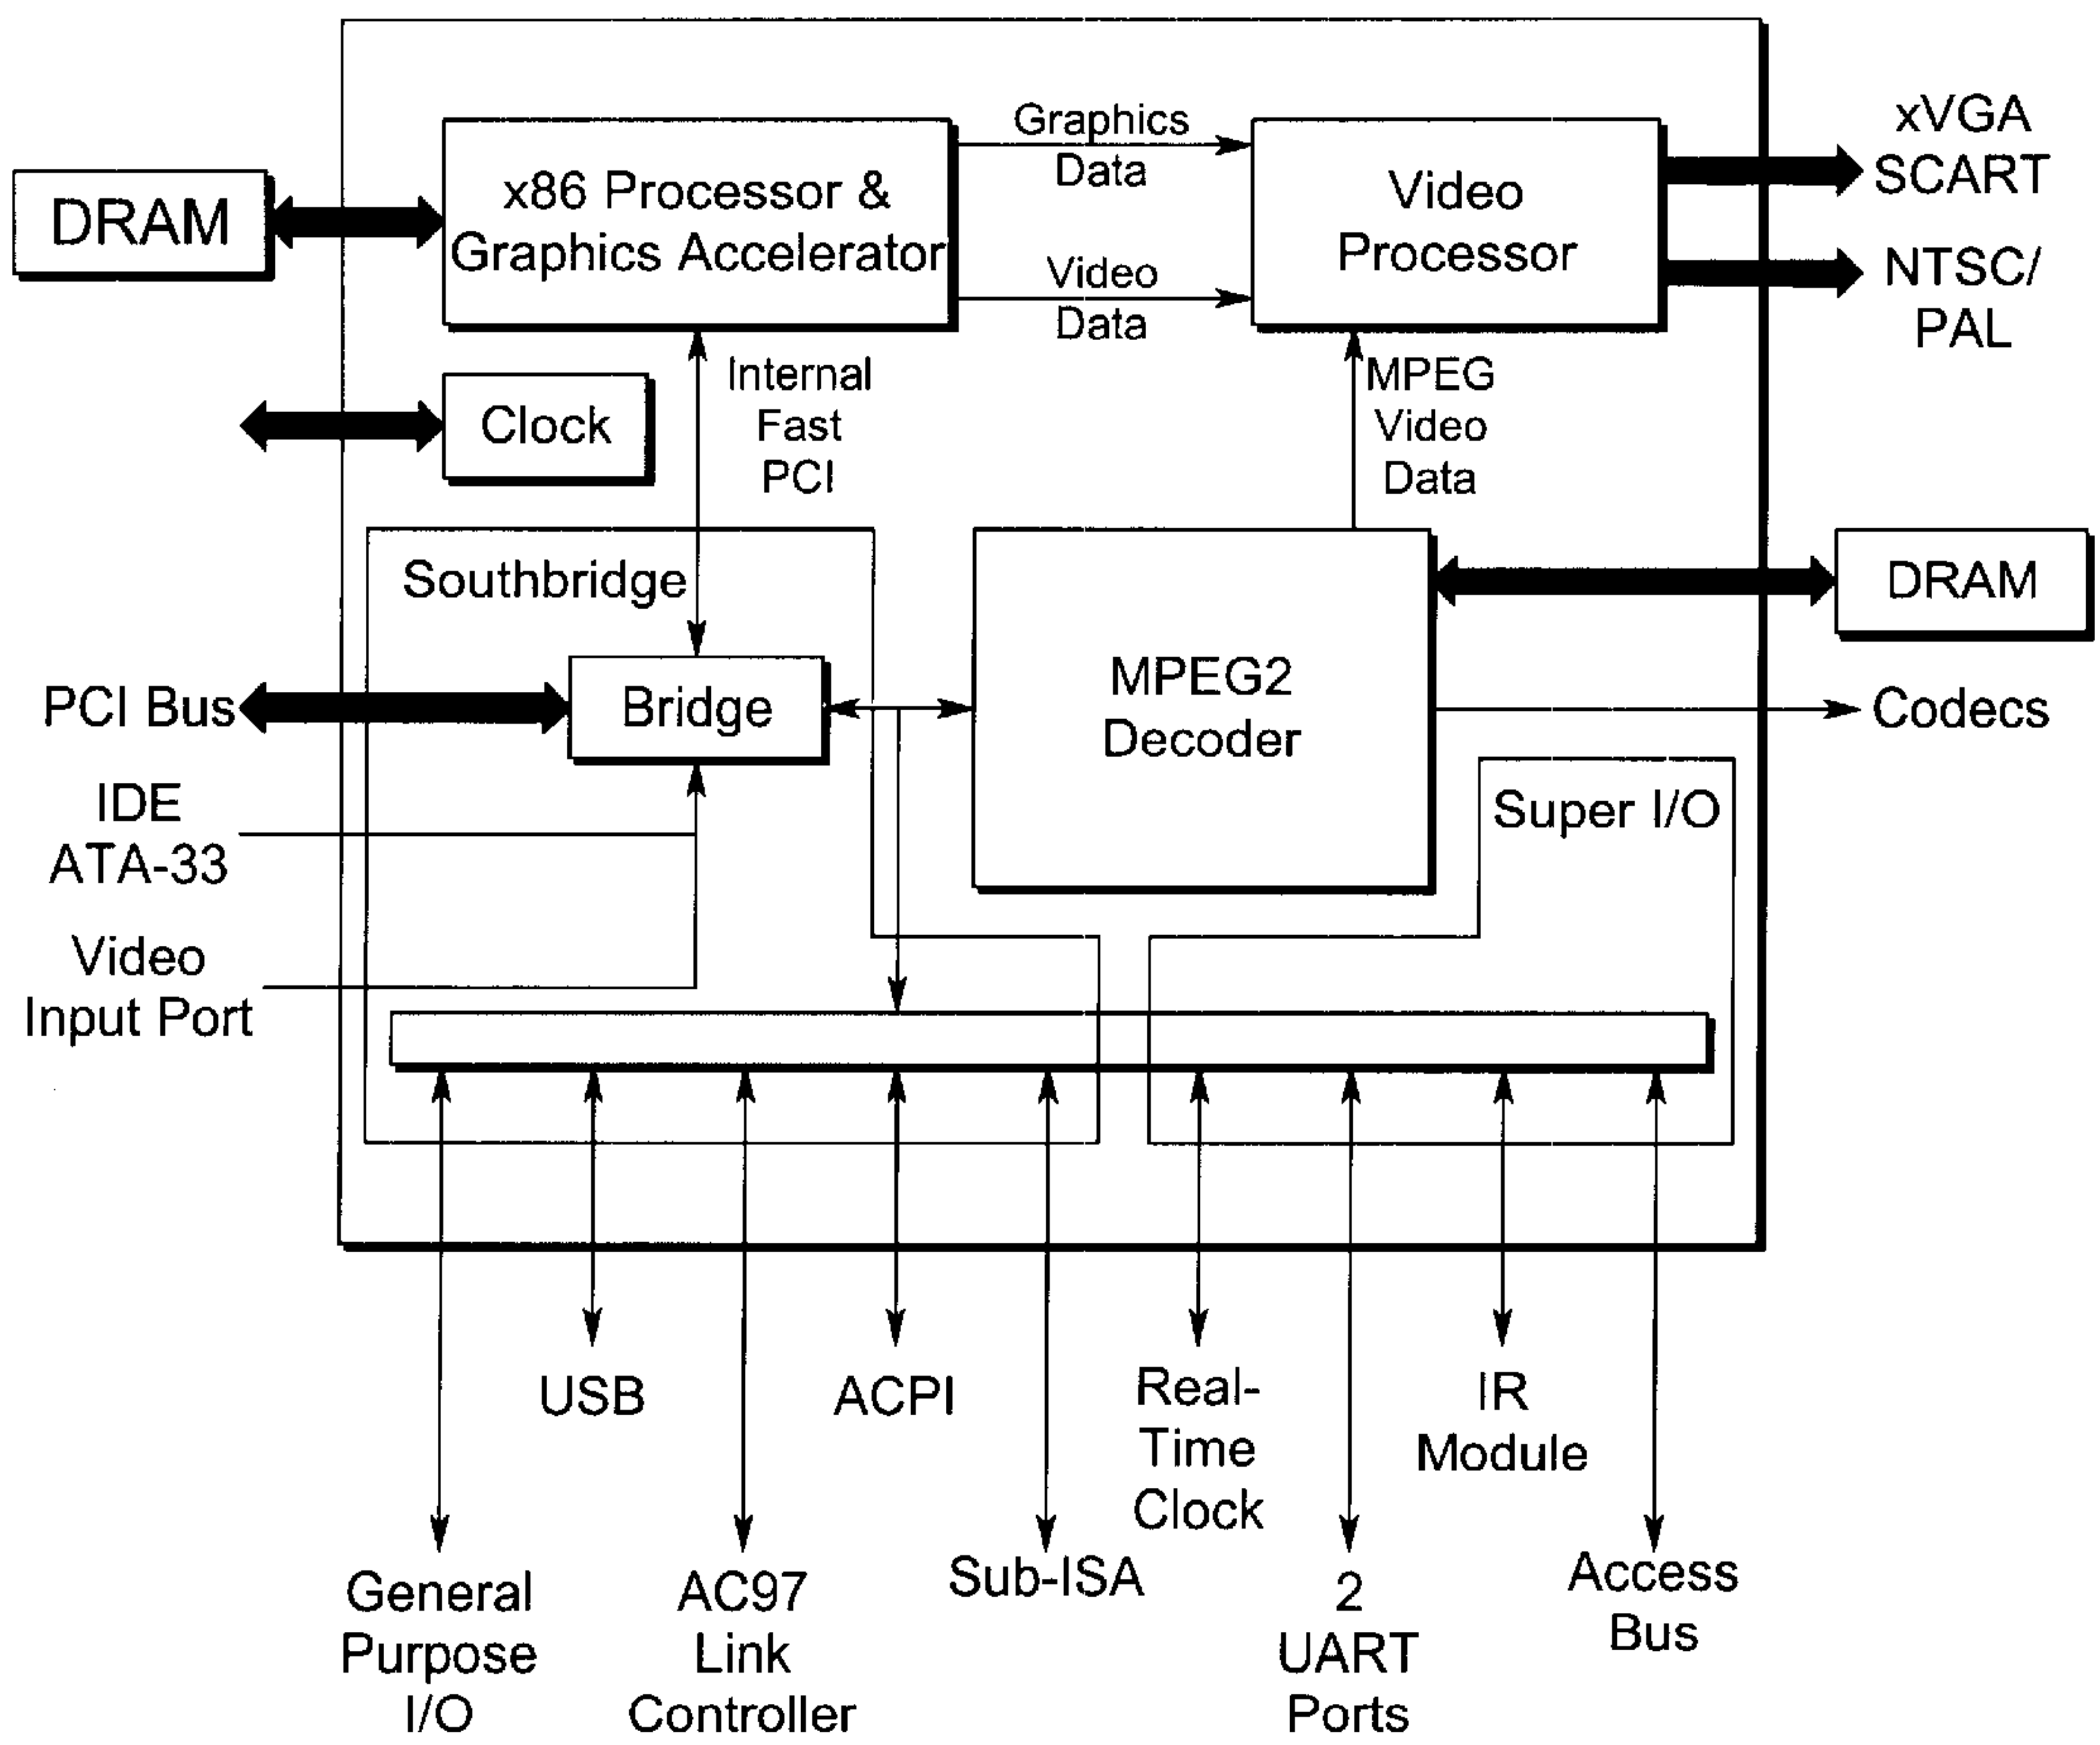 DRAM
x86 Processor &
Graphics Accelerator
Graphics
Data
Video
Data
Video
Processor
xVGA
SCART
NTSC/
PAL
Clock
Internal
Fast
PCI
MPEG
Video
Data
Southbridge
Bridge
MPEG2
Decoder
DRAM
PCI Bus
Codecs
IDE
ATA-33
Super I/O
Video
Input Port
USB
ACPI
Real-
Time
Clock
IR
Module
General
Purpose
I/O
AC97
Link
Controller
Sub-ISA
2
UART
Ports
Access
Bus